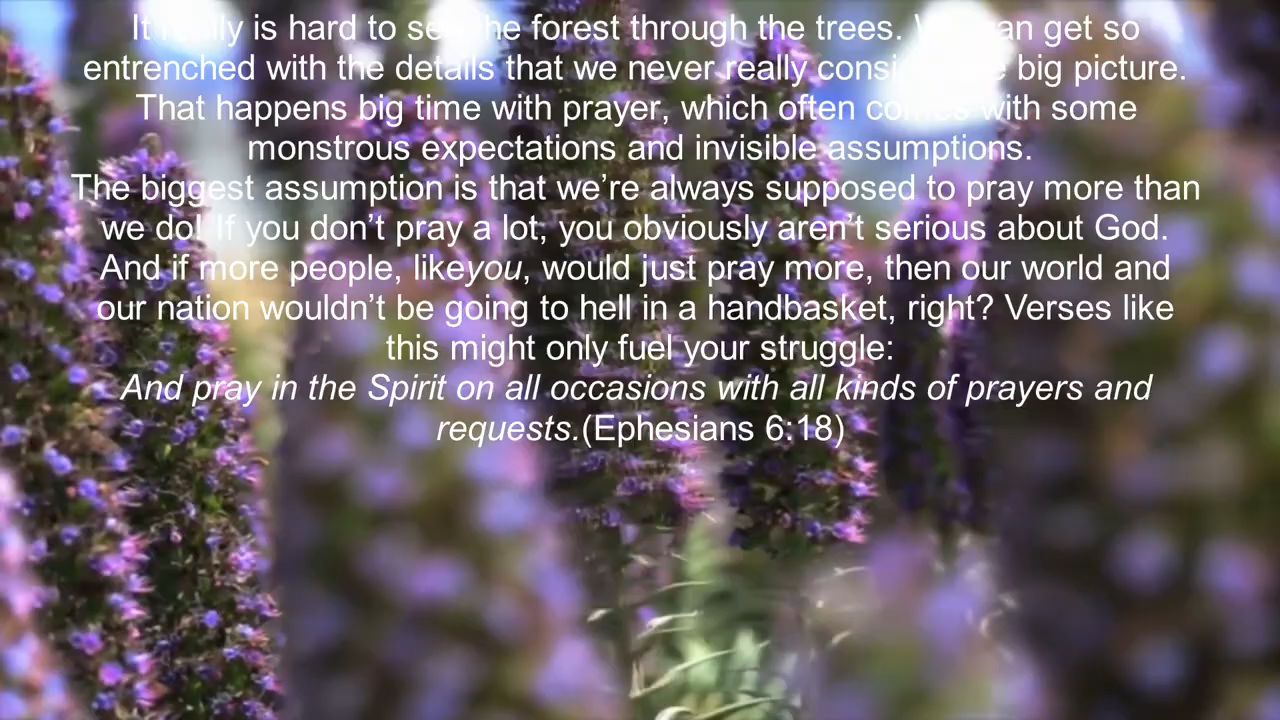 It really is hard to see the forest through the trees. We can get so
entrenched with the details that we never really consider the big picture.
That happens big time with prayer, which often comes with some
monstrous expectations and invisible assumptions.
The biggest assumption is that we’re always supposed to pray more than
we do! If you don’t pray a lot, you obviously aren’t serious about God.
And if more people, likeyou, would just pray more, then our world and
our nation wouldn’t be going to hell in a handbasket, right? Verses like
this might only fuel your struggle:
And pray in the Spirit on all occasions with all kinds of prayers and
requests.(Ephesians 6:18)